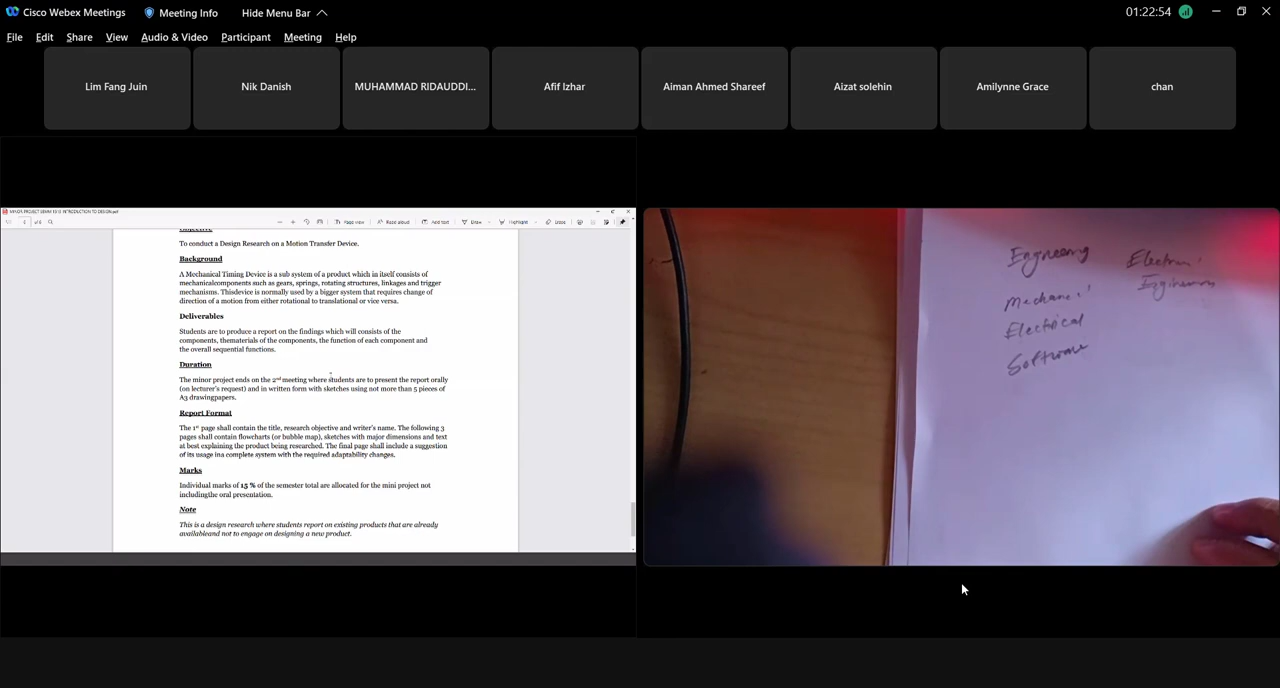 Cisco Webex Meetings
Meeting Info
Hide Menu Bar
01:22:54
File Edit Share View Audio & Video Participant Meeting Help
Lim Fang Juin
Nik Danish
MUHAMMAD RIDAUDDI...
Afif Izhar
Aiman Ahmed Shareef
Aizat solehin
Amilynne Grace
chan
Page view
Read aloud
Add text
Draw
Highlight
Erase
Objective
To conduct a Design Research on a Motion Transfer Device.
Background
A Mechanical Timing Device is a sub system of a product which in itself consists of
mechanicalcomponents such as gears, springs, rotating structures, linkages and trigger
mechanisms. Thisdevice is normally used by a bigger system that requires change of
direction of a motion from either rotational to translational or vice versa.
Deliverables
Students are to produce a report on the findings which will consists of the
components, thematerials of the components, the function of each component and
the overall sequential functions.
Duration
The minor project ends on the 2nd meeting where students are to present the report orally
(on lecturer's request) and in written form with sketches using not more than 5 pieces of
A3 drawingpapers.
Report Format
The 1st page shall contain the title, research objective and writer's name. The following 3
pages shall contain flowcharts (or bubble map), sketches with major dimensions and text
at best explaining the product being researched. The final page shall include a suggestion
of its usage ina complete system with the required adaptability changes.
Marks
Individual marks of 15 % of the semester total are allocated for the mini project not
includingthe oral presentation.
Note
This is a design research where students report on existing products that are already
availableand not to engage on designing a new product.
Engineering
Electrical
Software